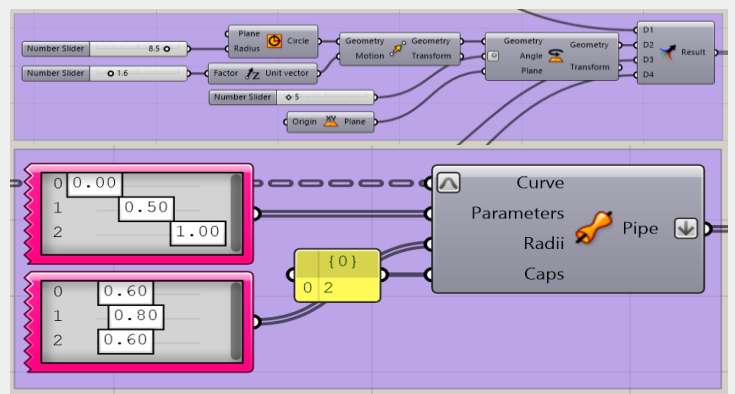 Plane
Radius Circle
Number Slider 8.5
Geometry Geometry
Motion Transform
Number Slider 1.6
Factor Unit vector
Geometry Geometry
Angle
Plane Transform
D1
D2
D3
D4
Result
Number Slider 5
Origin XY Plane
0 0.00
1 0.50
2 1.00
Curve
Parameters
Radii
Caps
Pipe
{0}
0 2
0 0.60
1 0.80
2 0.60